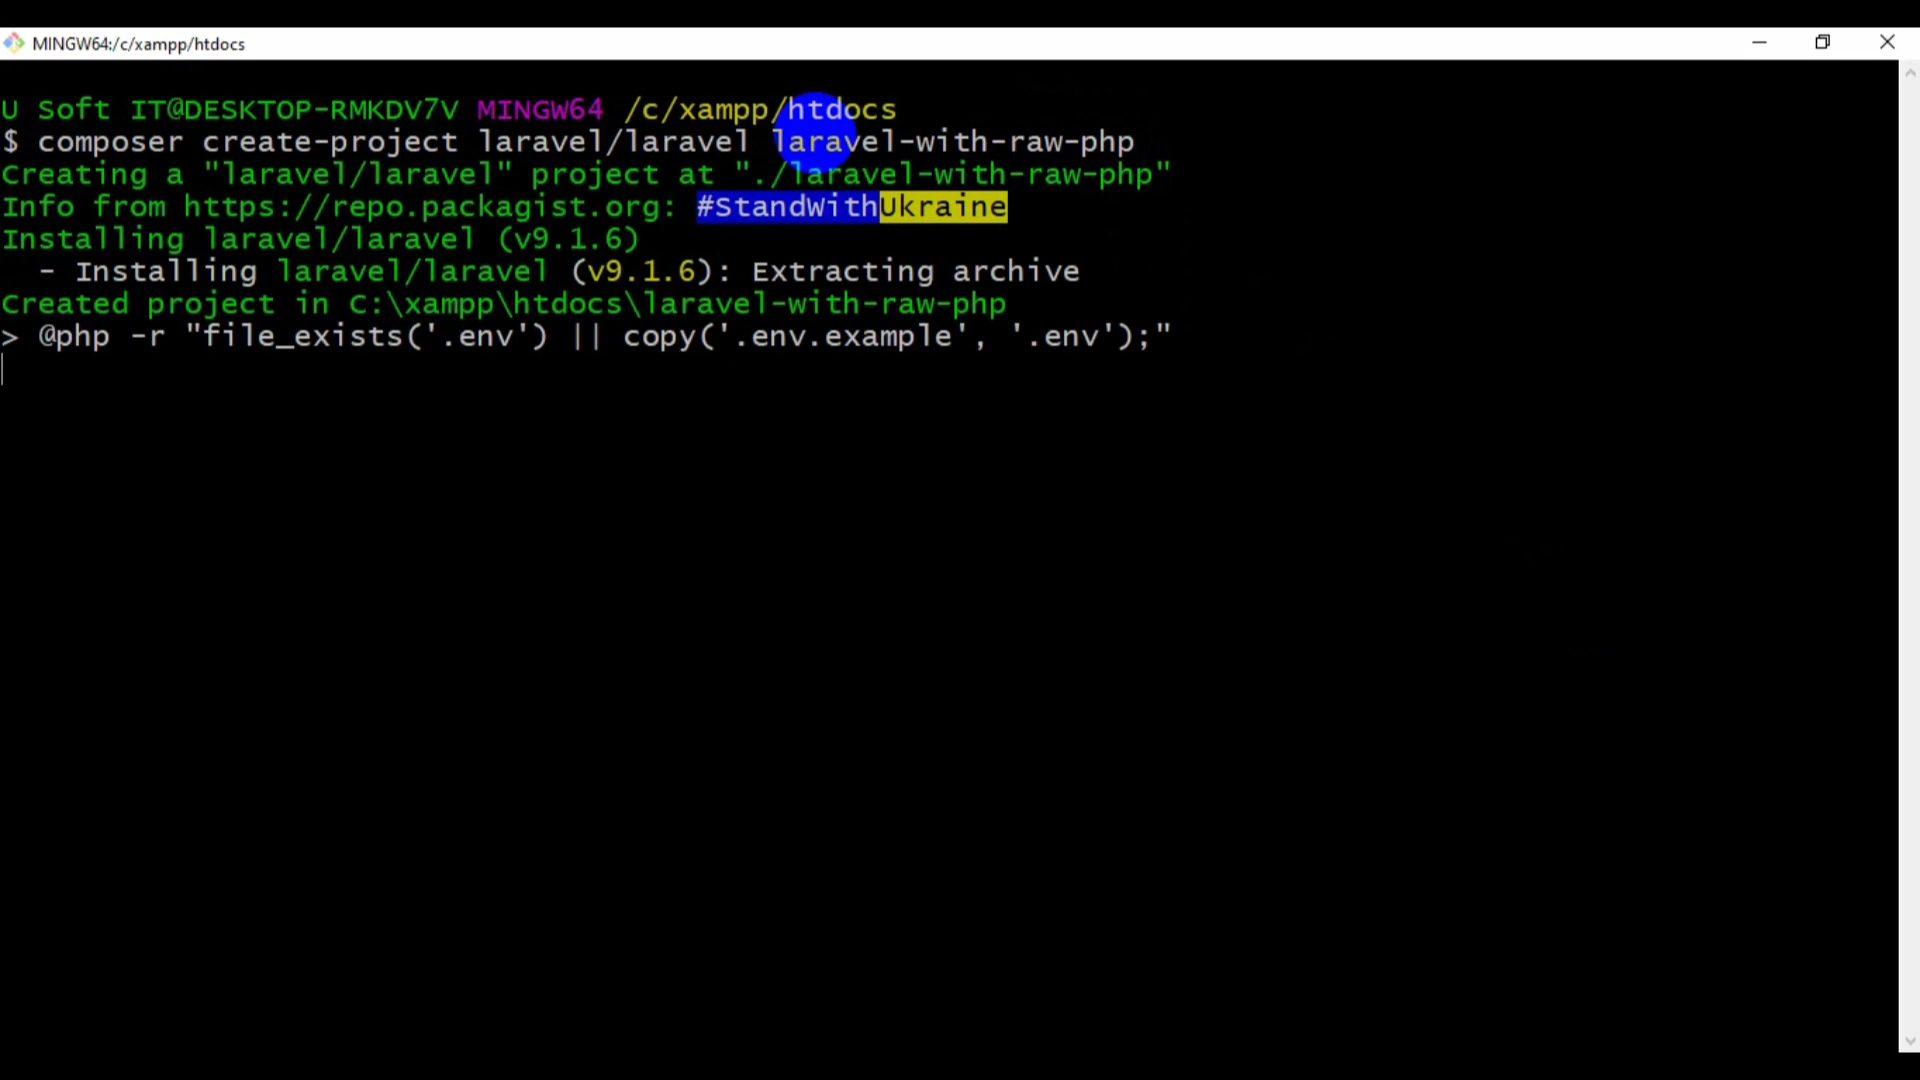 MINGW64:/c/xampp/htdocs
U Soft IT@DESKTOP-RMKDV7V MINGW64 /c/xampp/htdocs
$ composer create-project laravel/laravel laravel-with-raw-php
Creating a "laravel/laravel" project at "./laravel-with-raw-php"
Info from https://repo.packagist.org: #StandWithUkraine
Installing laravel/laravel (v9.1.6)
  - Installing laravel/laravel (v9.1.6): Extracting archive
Created project in C:\xampp\htdocs\laravel-with-raw-php
> @php -r "file_exists('.env') || copy('.env.example', '.env');"